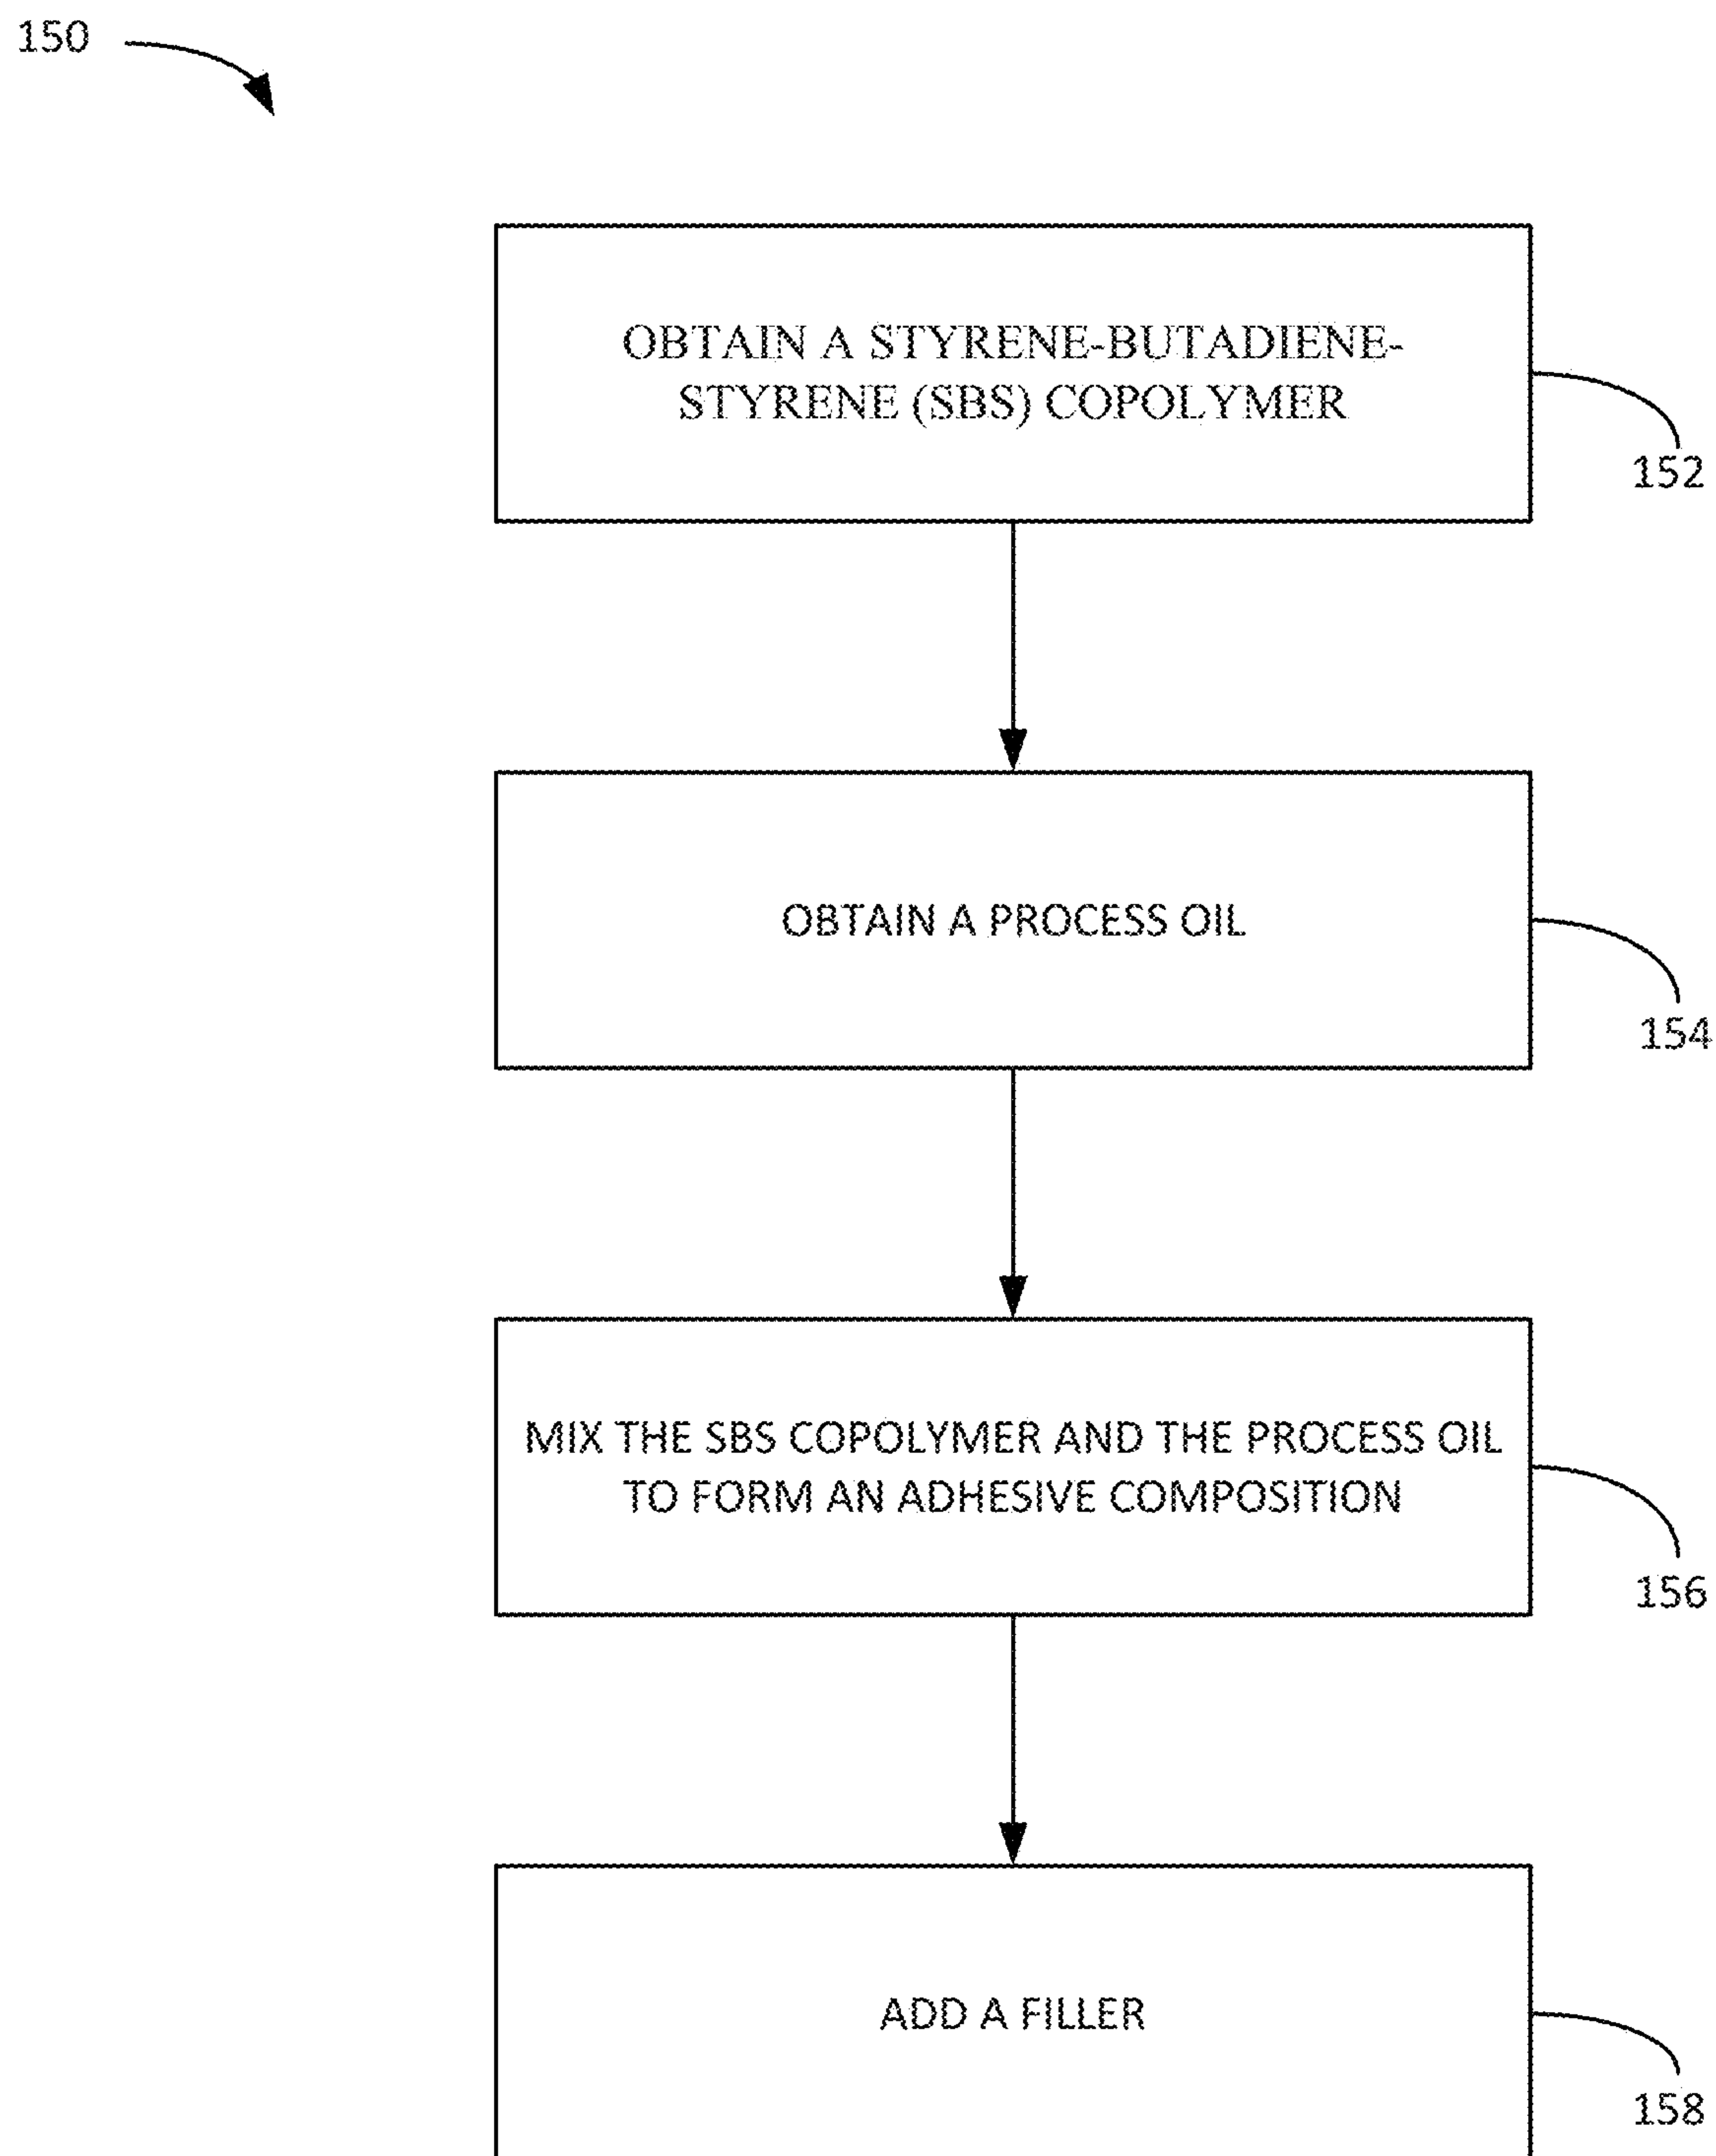 150
OBTAIN A STYRENE-BUTADIENE-
STYRENE (SBS) COPOLYMER
152
OBTAIN A PROCESS OIL
154
MIX THE SBS COPOLYMER AND THE PROCESS OIL
TO FORM AN ADHESIVE COMPOSITION
156
ADD A FILLER
158